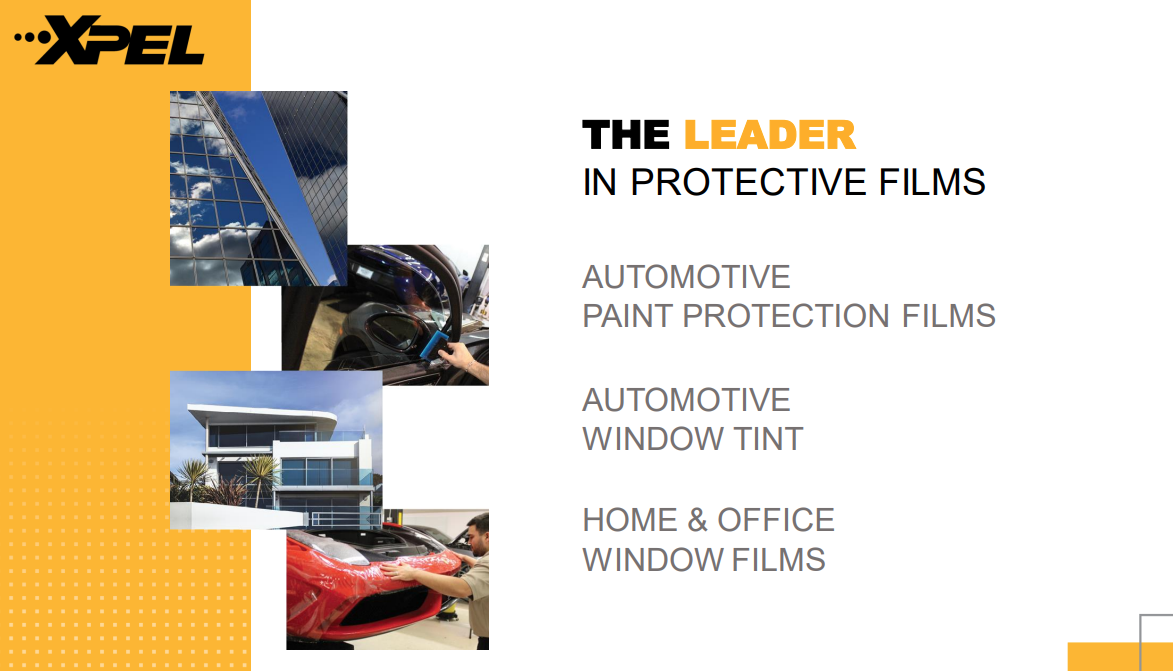 XPEL
THE LEADER
IN PROTECTIVE FILMS
AUTOMOTIVE
PAINT PROTECTION FILMS
AUTOMOTIVE
WINDOW TINT
HOME & OFFICE
WINDOW FILMS